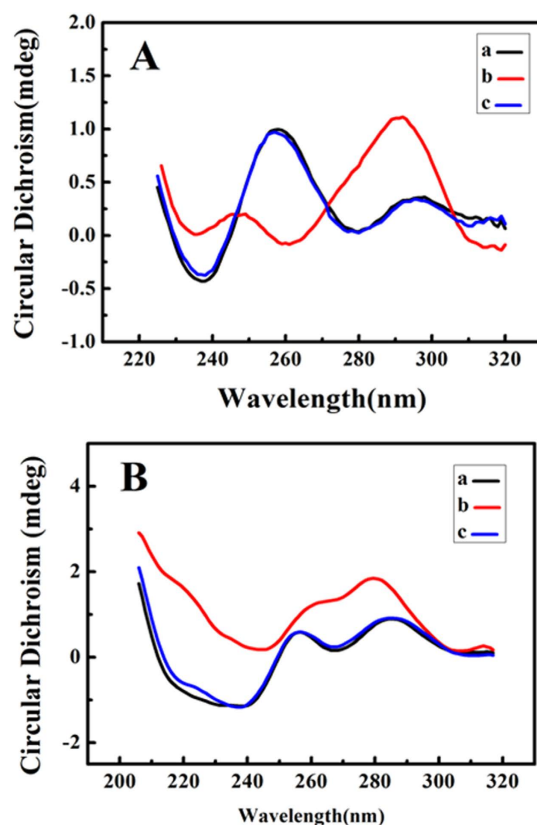 A
a
b
c
Circular Dichroism(mdeg)
2.0
1.5
1.0
0.5
0.0
-0.5
-1.0
220 240 260 280 300 320
Wavelength(nm)
B
a
b
c
Circular Dichroism (mdeg)
4
2
0
-2
200 220 240 260 280 300 320
Wavelength(nm)